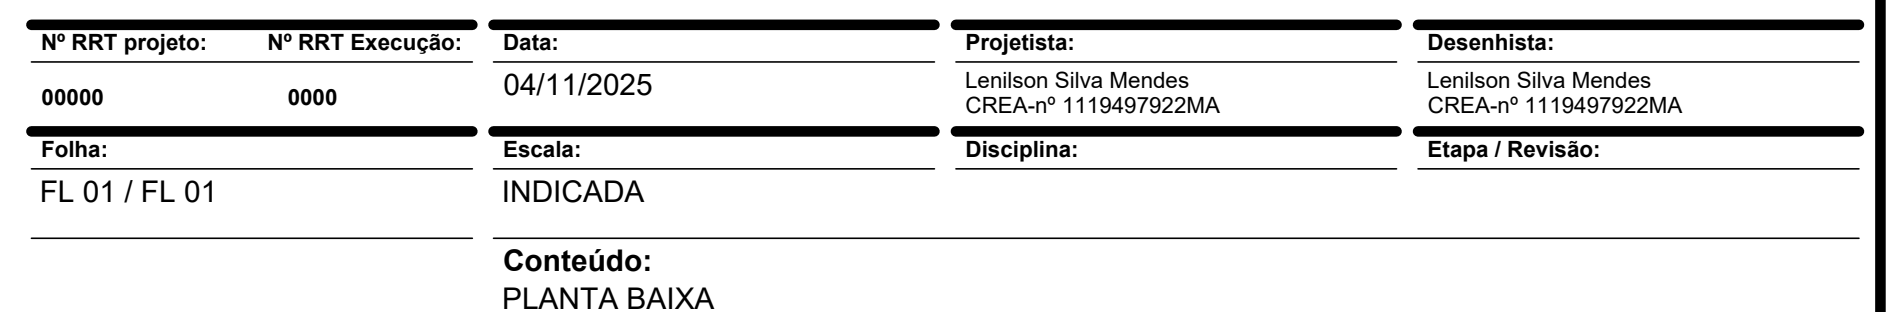 Nº RRT projeto: Nº RRT Execução: Data: Projetista: Desenhista:
00000 0000 04/11/2025 Lenilson Silva Mendes Lenilson Silva Mendes
CREA-nº 1119497922MA CREA-nº 1119497922MA
Folha: Escala: Disciplina: Etapa / Revisão:
FL 01 / FL 01 INDICADA
Conteúdo:
PLANTA BAIXA